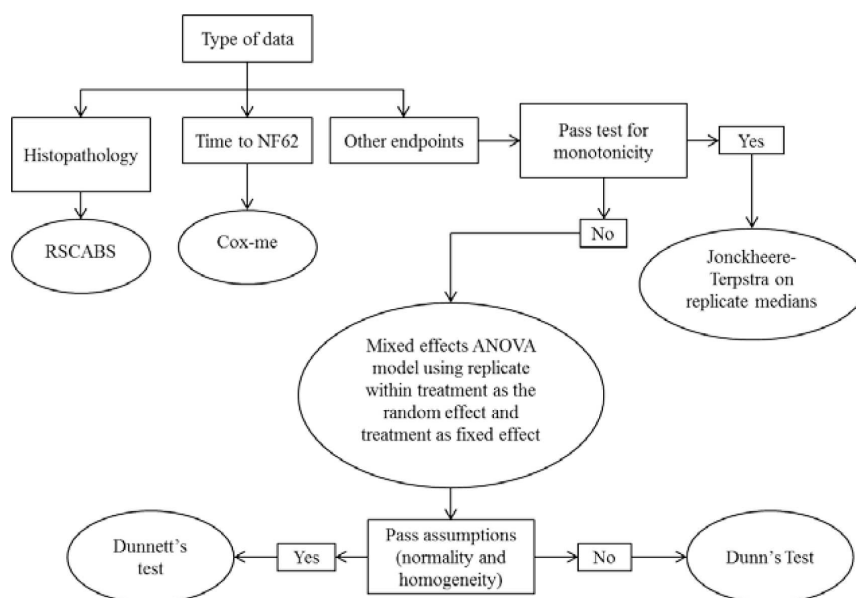 Type of data
Histopathology
Time to NF62
Other endpoints
Pass test for
monotonicity
Yes
RSCABS
Cox-me
No
Jonckheere-
Terpstra on
replicate medians
Mixed effects ANOVA
model using replicate
within treatment as the
random effect and
treatment as fixed effect
Dunnett's
test
Yes
Pass assumptions
(normality and
homogeneity)
No
Dunn's Test